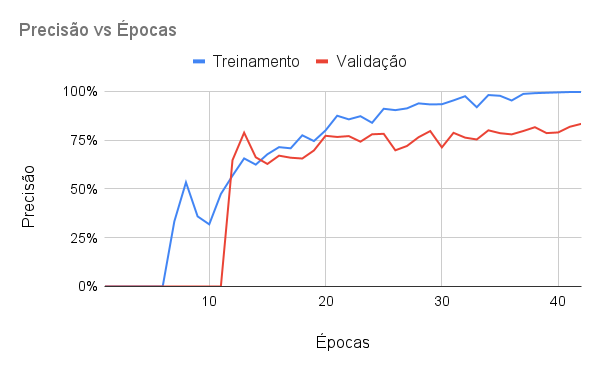 Precisão vs Épocas
Treinamento
Validação
100%
75%
50%
25%
0%
Precisão
10
20
30
40
Épocas